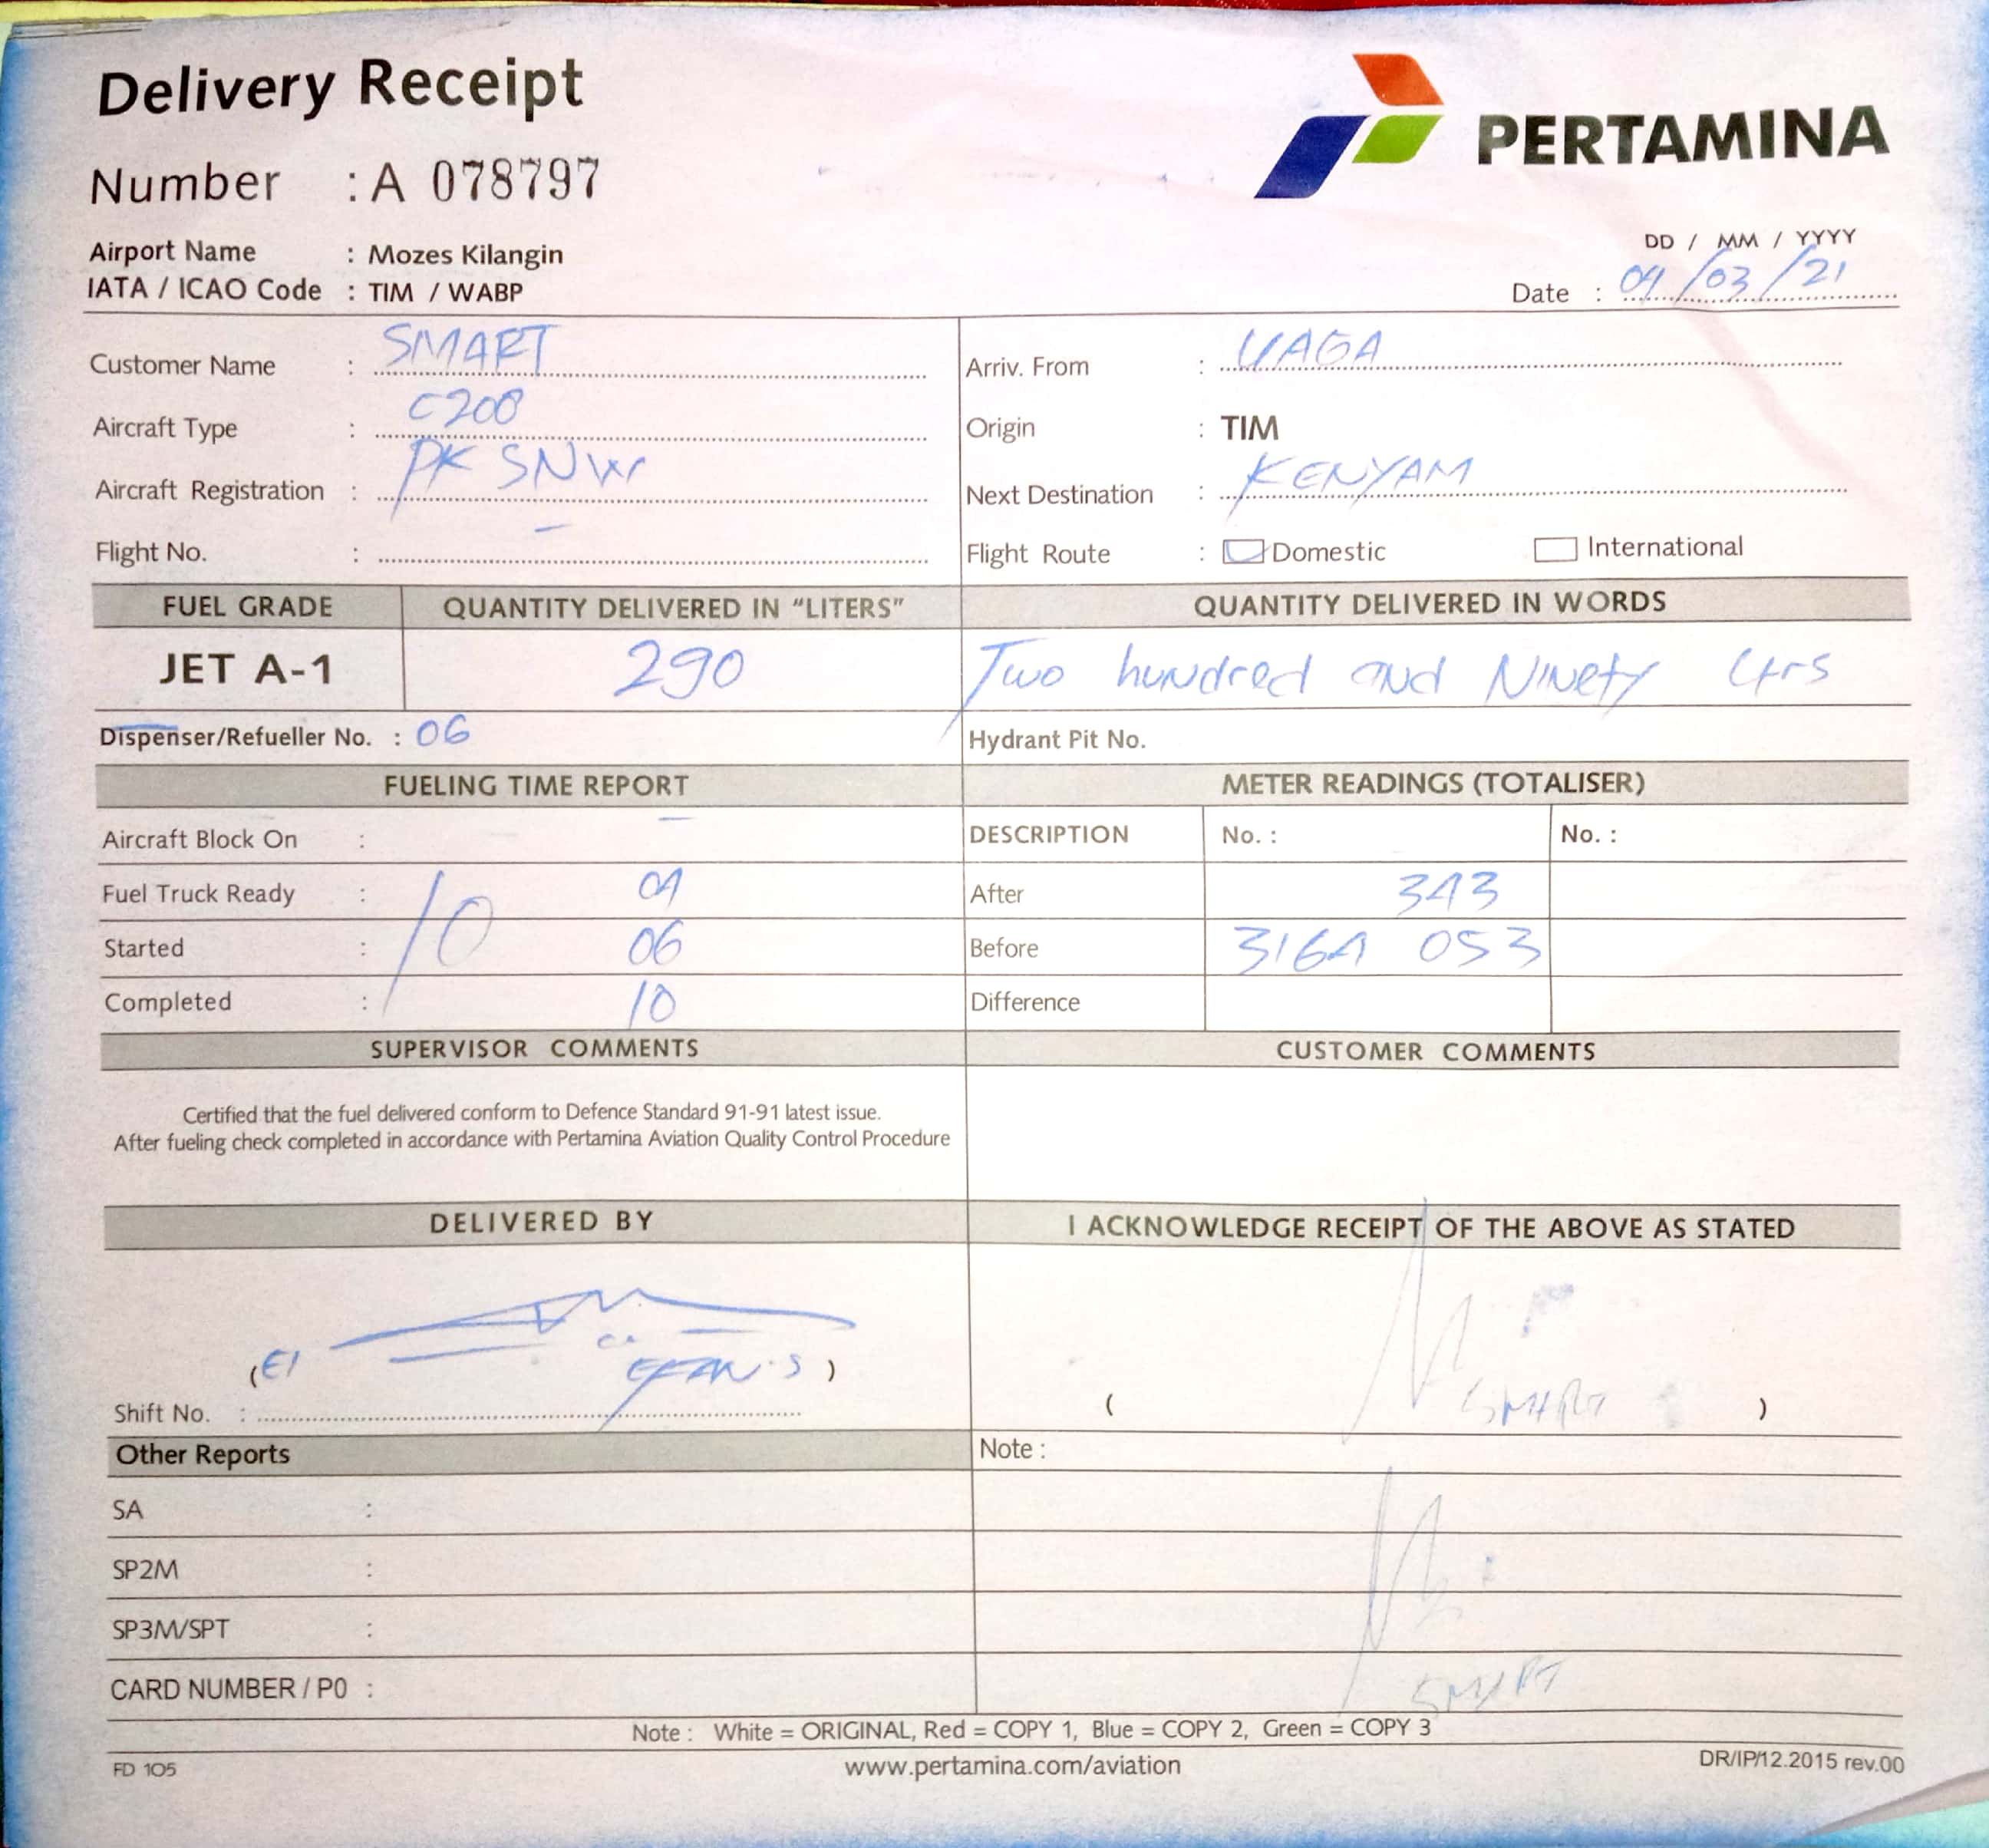 Delivery Receipt
PERTAMINA
Number : A 078797
Airport Name : Mozes Kilangin
IATA / ICAO Code : TIM / WABP
DD / MM / YYYY
Date : 04/03/21
Customer Name : SMART
Arriv. From : UAGA
Aircraft Type : C208
Origin : TIM
Aircraft Registration : PK SNW
Next Destination : KENYAM
Flight No. : –
Flight Route : Domestic International
FUEL GRADE QUANTITY DELIVERED IN “LITERS” QUANTITY DELIVERED IN WORDS
JET A-1 290 Two hundred and Ninety Ltrs
Dispenser/Refueller No. : 06 Hydrant Pit No.
FUELING TIME REPORT METER READINGS (TOTALISER)
Aircraft Block On : – DESCRIPTION No. : No. :
Fuel Truck Ready : 04 After 343
Started : 10 06 Before 3164 053
Completed : 10 Difference
SUPERVISOR COMMENTS CUSTOMER COMMENTS
Certified that the fuel delivered conform to Defence Standard 91-91 latest issue.
After fueling check completed in accordance with Pertamina Aviation Quality Control Procedure
DELIVERED BY I ACKNOWLEDGE RECEIPT OF THE ABOVE AS STATED
( EFAN.S )
( SMART )
Shift No. :
Other Reports Note :
SA :
SP2M :
SP3M/SPT :
CARD NUMBER / P0 : SMART
Note : White = ORIGINAL, Red = COPY 1, Blue = COPY 2, Green = COPY 3
FD 105 www.pertamina.com/aviation DR/IP/12.2015 rev.00